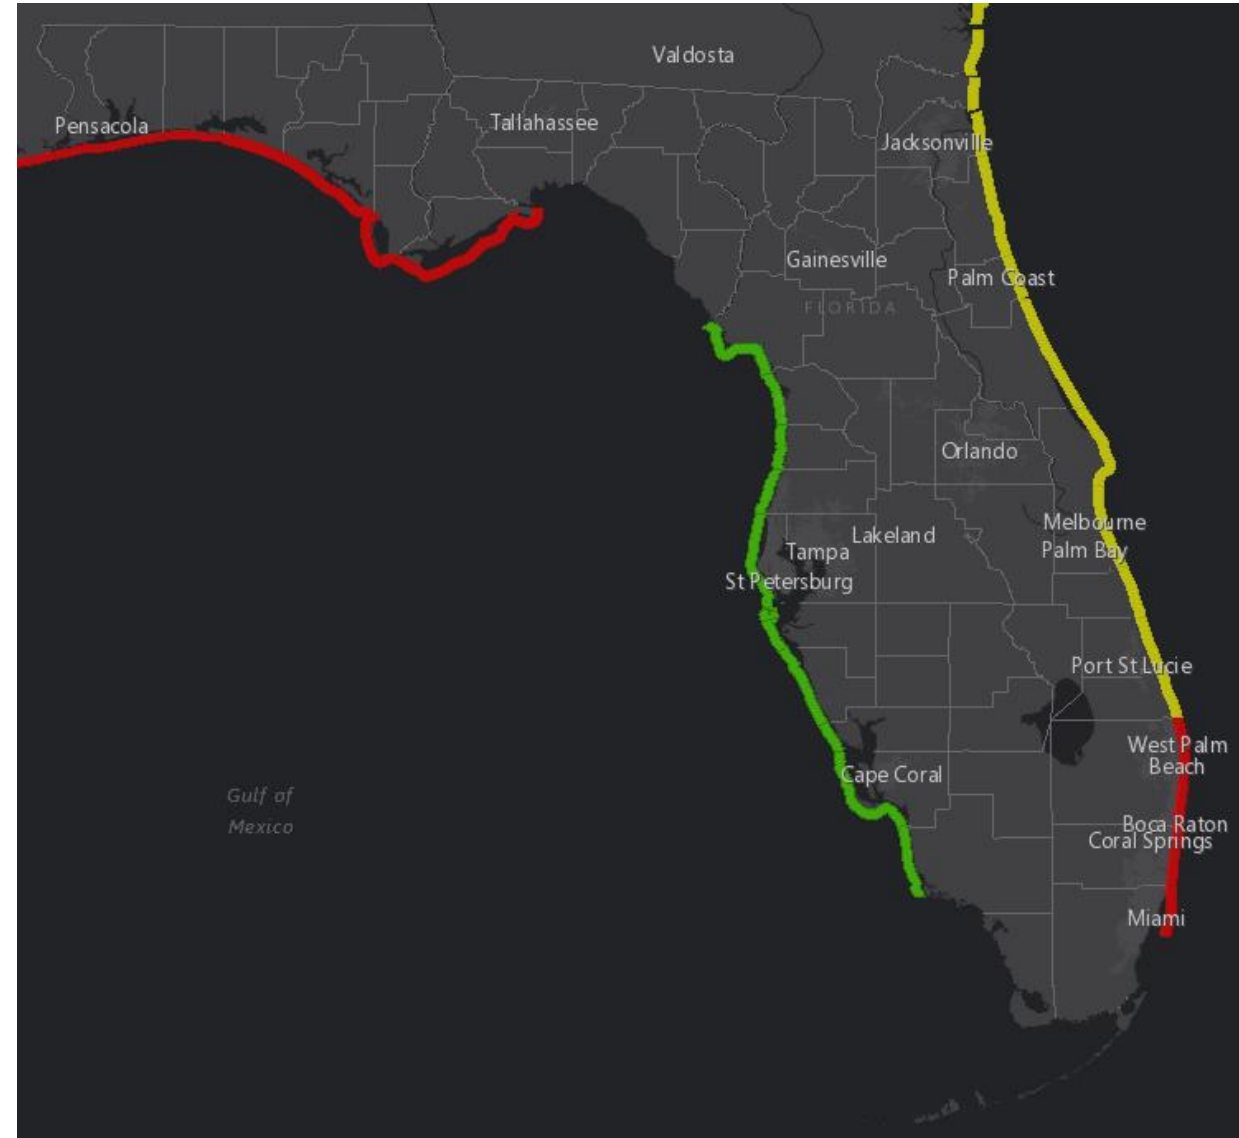 Valdosta
Pensacola
Tallahassee
Jacksonville
Gainesville
Palm Coast
FLORIDA
Orlando
Melbourne
Lakeland
Tampa
Palm Bay
St Petersburg
Port St Lucie
West Palm
Beach
Cape Coral
Gulf of
Mexico
Boca Raton
Coral Springs
Miami